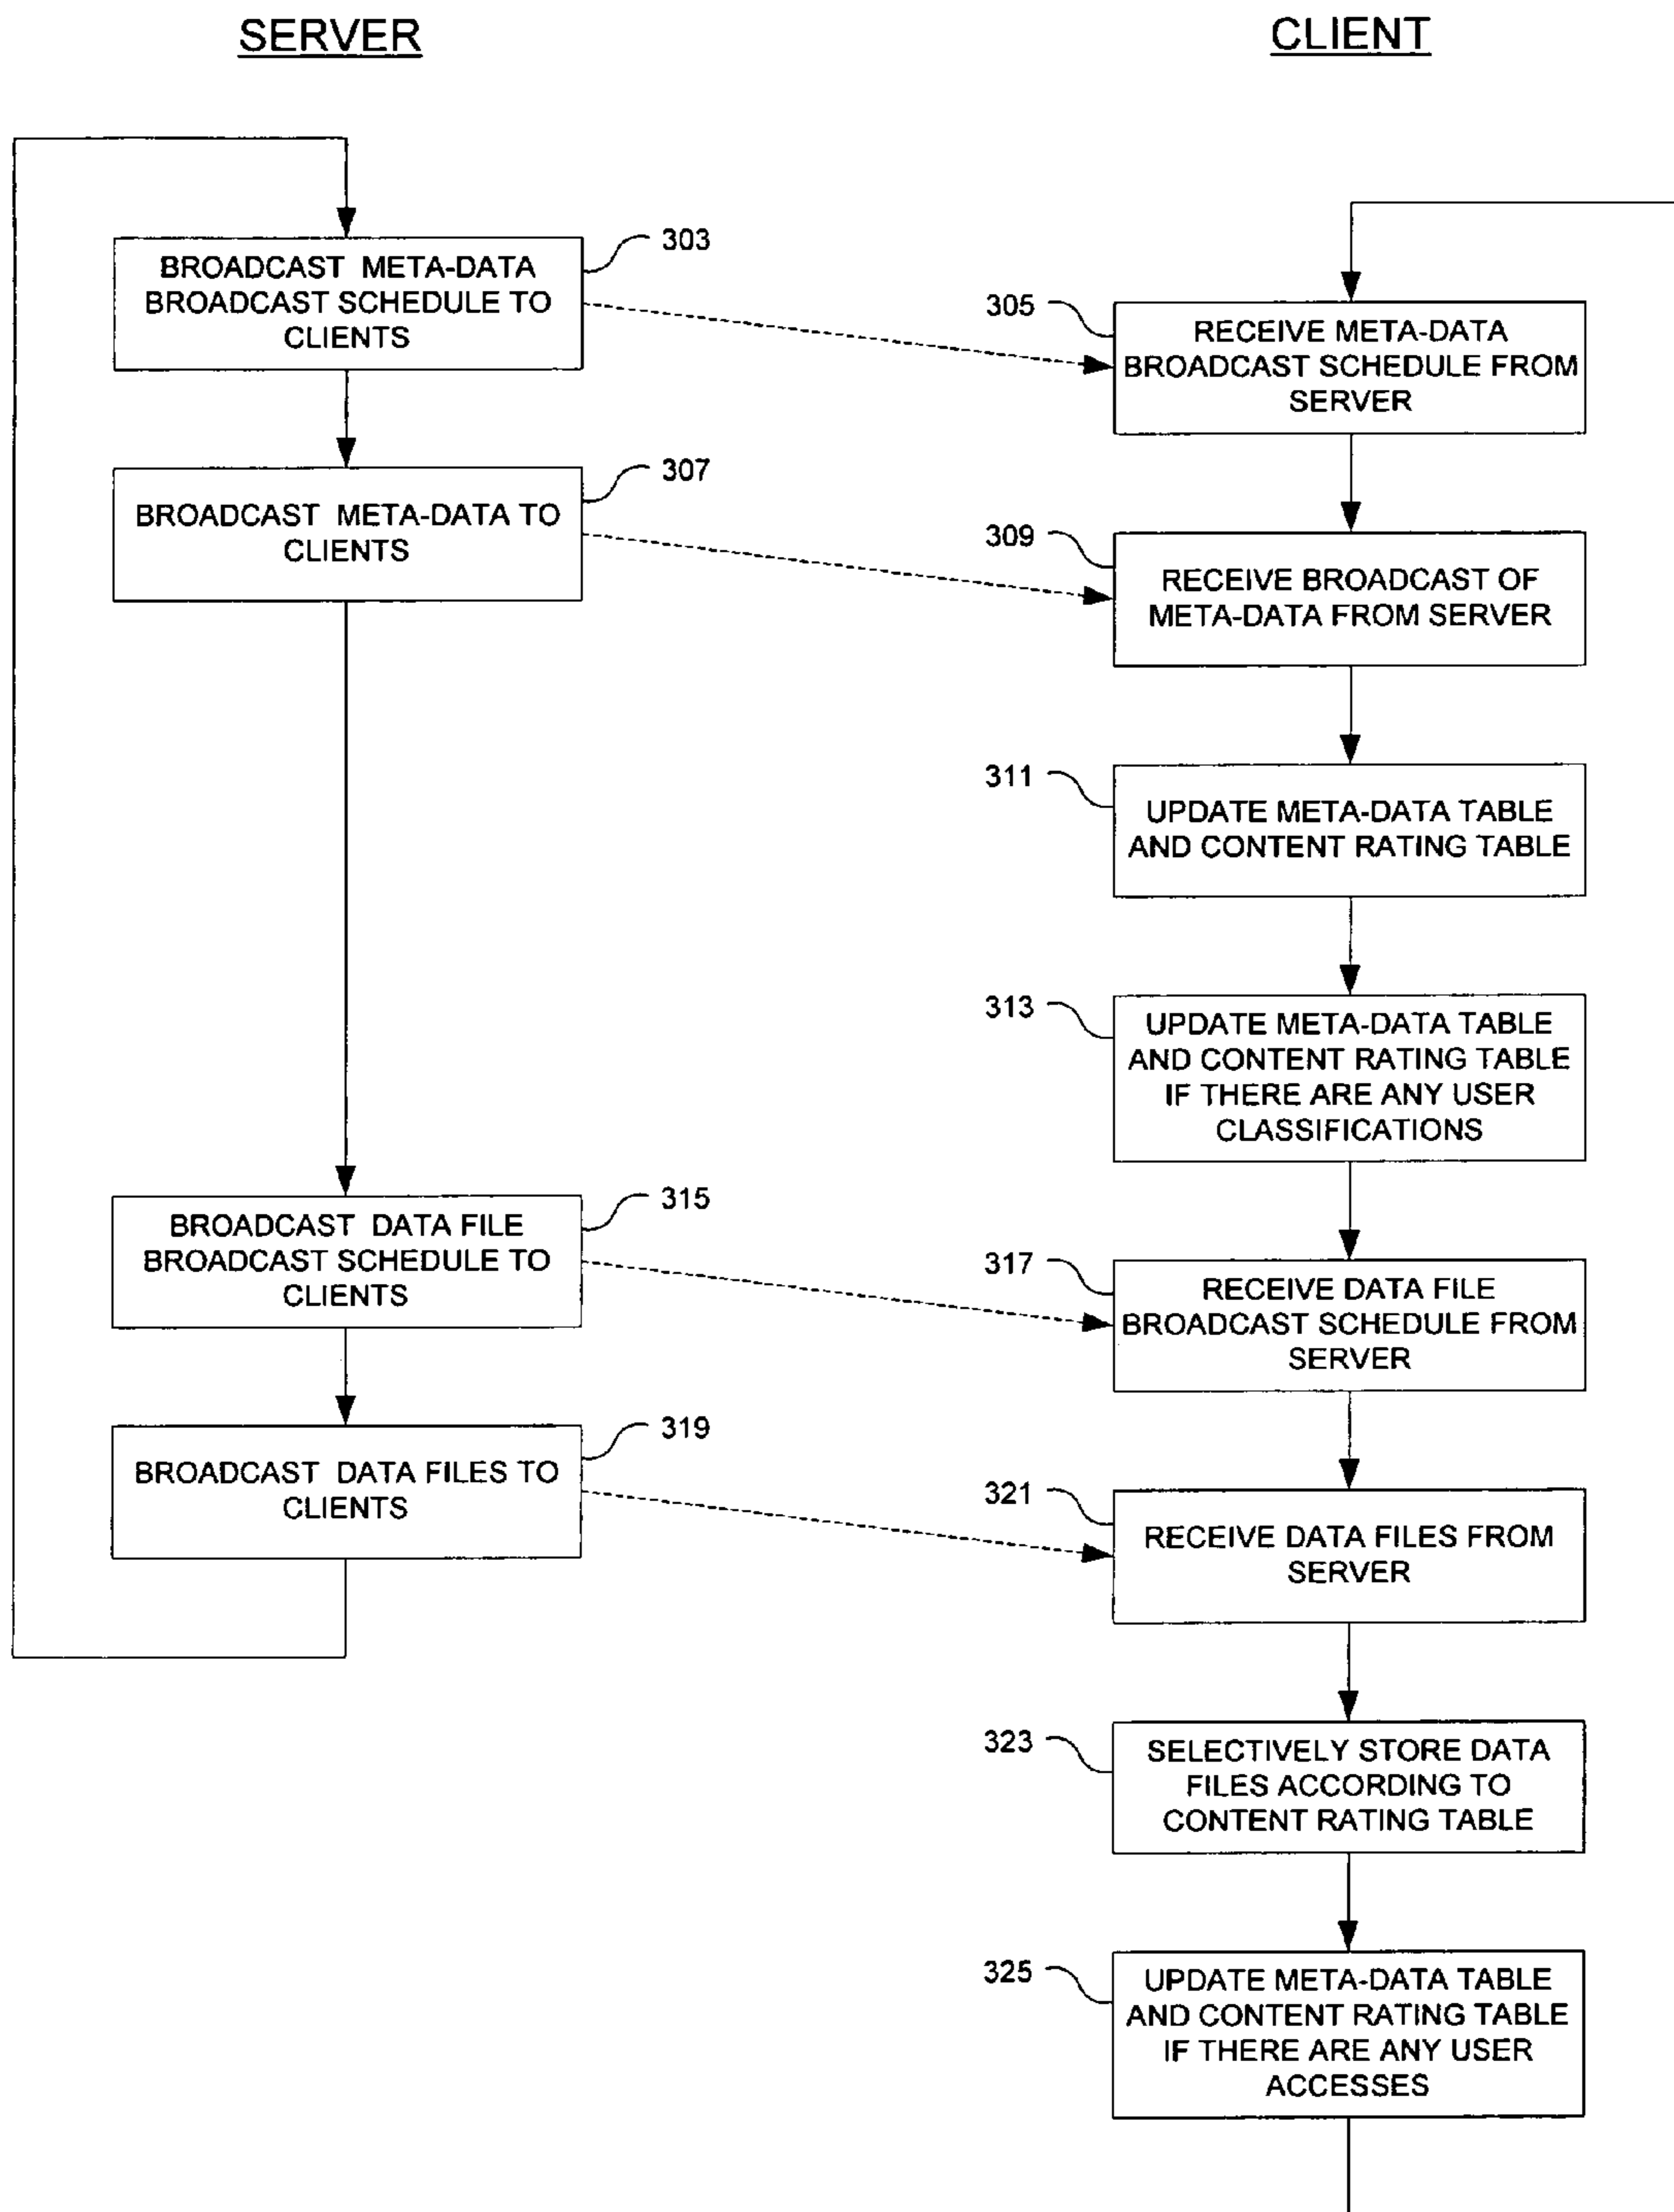 SERVER
CLIENT
303
BROADCAST META-DATA
BROADCAST SCHEDULE TO
CLIENTS
305
RECEIVE META-DATA
BROADCAST SCHEDULE FROM
SERVER
307
BROADCAST META-DATA TO
CLIENTS
309
RECEIVE BROADCAST OF
META-DATA FROM SERVER
311
UPDATE META-DATA TABLE
AND CONTENT RATING TABLE
313
UPDATE META-DATA TABLE
AND CONTENT RATING TABLE
IF THERE ARE ANY USER
CLASSIFICATIONS
315
BROADCAST DATA FILE
BROADCAST SCHEDULE TO
CLIENTS
317
RECEIVE DATA FILE
BROADCAST SCHEDULE FROM
SERVER
319
BROADCAST DATA FILES TO
CLIENTS
321
RECEIVE DATA FILES FROM
SERVER
323
SELECTIVELY STORE DATA
FILES ACCORDING TO
CONTENT RATING TABLE
325
UPDATE META-DATA TABLE
AND CONTENT RATING TABLE
IF THERE ARE ANY USER
ACCESSES